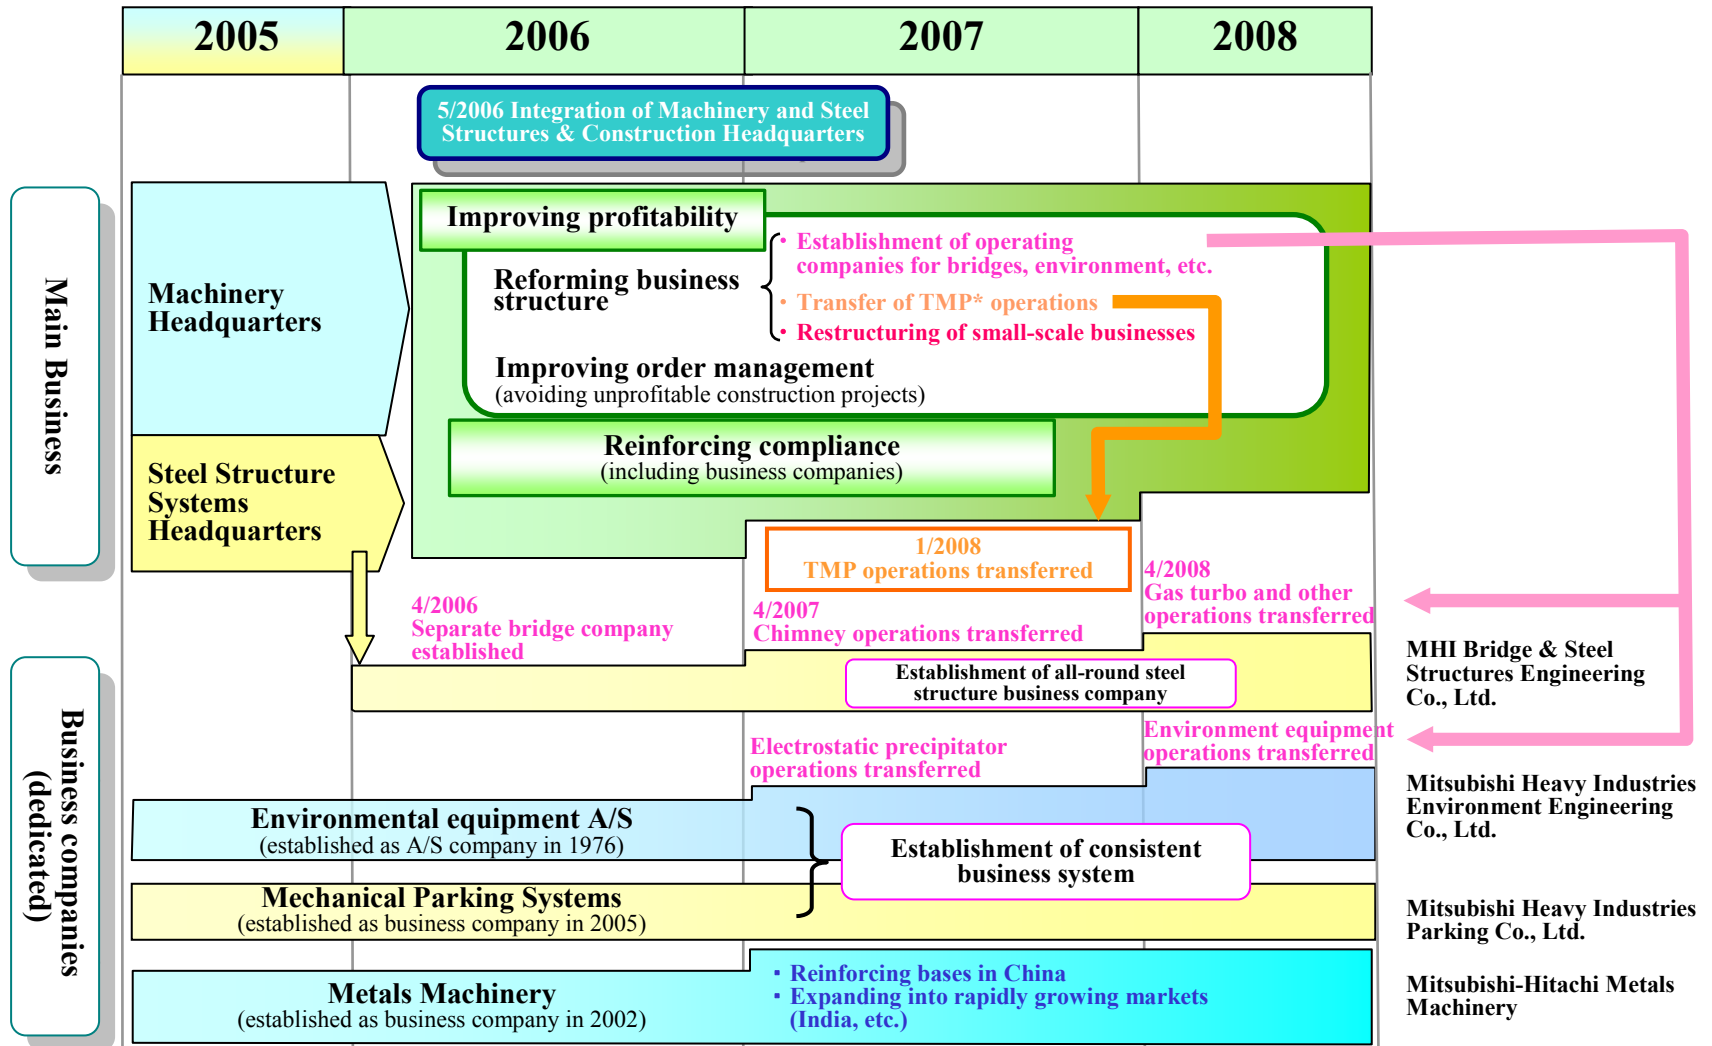 2005
2006
2007
2008
5/2006 Integration of Machinery and Steel
Structures & Construction Headquarters
Main Business
Machinery
Headquarters
Steel Structure
Systems
Headquarters
Improving profitability
Reforming business
structure
・ Establishment of operating
companies for bridges, environment, etc.
・ Transfer of TMP* operations
・ Restructuring of small-scale businesses
Improving order management
(avoiding unprofitable construction projects)
Reinforcing compliance
(including business companies)
1/2008
TMP operations transferred
4/2006
Separate bridge company
established
4/2007
Chimney operations transferred
4/2008
Gas turbo and other
operations transferred
Establishment of all-round steel
structure business company
MHI Bridge & Steel
Structures Engineering
Co., Ltd.
Business companies
(dedicated)
Electrostatic precipitator
operations transferred
Environment equipment
operations transferred
Environmental equipment A/S
(established as A/S company in 1976)
Establishment of consistent
business system
Mitsubishi Heavy Industries
Environment Engineering
Co., Ltd.
Mechanical Parking Systems
(established as business company in 2005)
Mitsubishi Heavy Industries
Parking Co., Ltd.
Metals Machinery
(established as business company in 2002)
・ Reinforcing bases in China
・ Expanding into rapidly growing markets
(India, etc.)
Mitsubishi-Hitachi Metals
Machinery